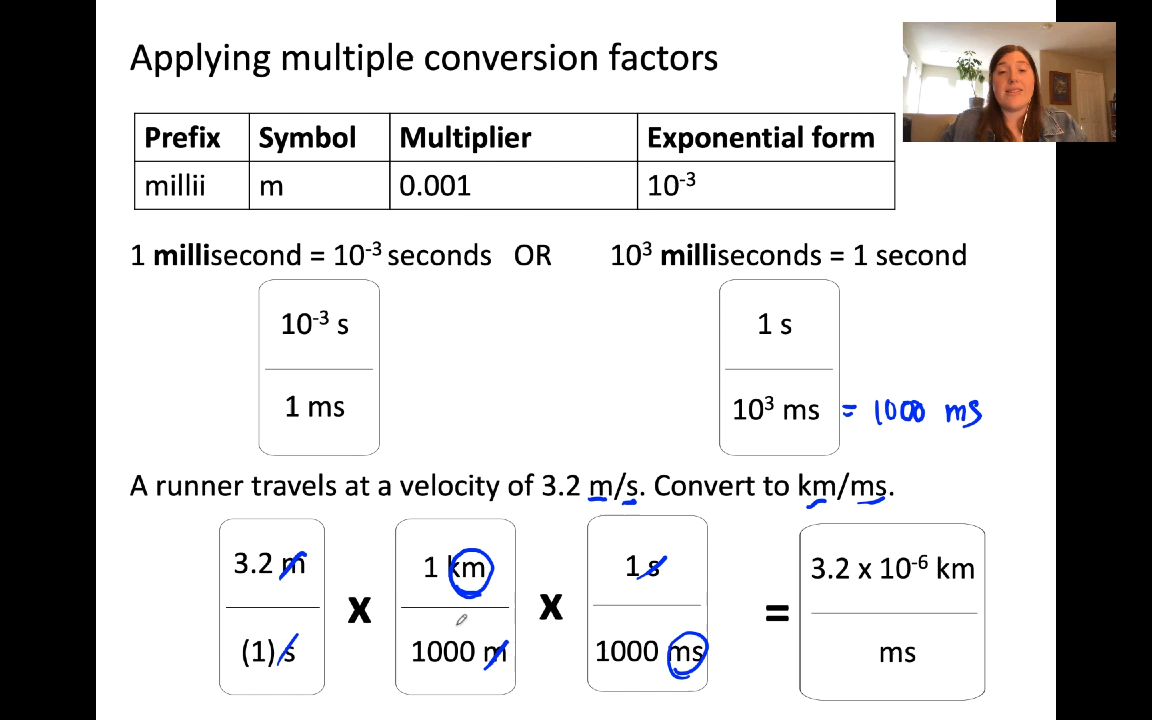 Applying multiple conversion factors
Prefix Symbol Multiplier Exponential form
millii m 0.001 10⁻³
1 millisecond = 10⁻³ seconds OR 10³ milliseconds = 1 second
10⁻³ s 1 s
1 ms 10³ ms = 1000 ms
A runner travels at a velocity of 3.2 m/s. Convert to km/ms.
3.2 m 1 km 1 s 3.2 x 10⁻⁶ km
x x =
(1) s 1000 m 1000 ms ms